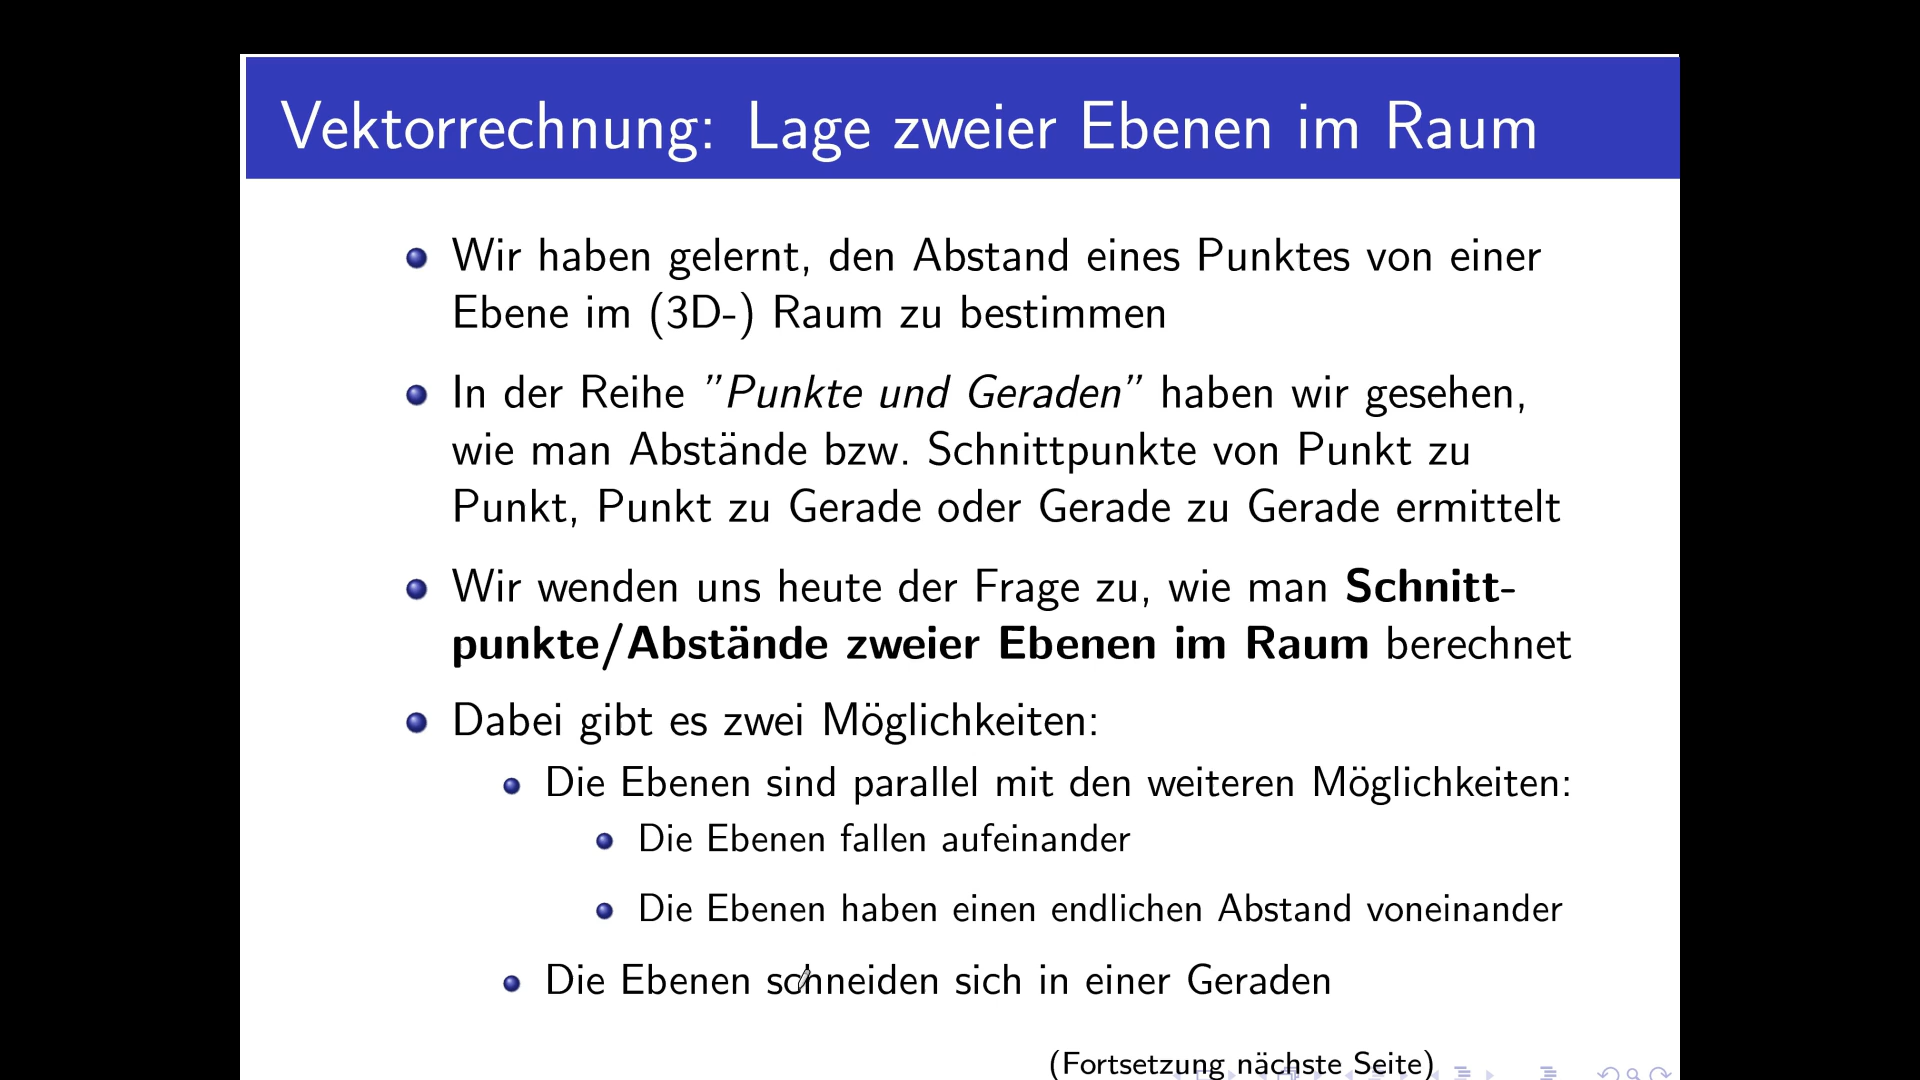 Vektorrechnung: Lage zweier Ebenen im Raum
Wir haben gelernt, den Abstand eines Punktes von einer
Ebene im (3D-) Raum zu bestimmen
In der Reihe ”Punkte und Geraden” haben wir gesehen,
wie man Abstände bzw. Schnittpunkte von Punkt zu
Punkt, Punkt zu Gerade oder Gerade zu Gerade ermittelt
Wir wenden uns heute der Frage zu, wie man Schnitt-
punkte/Abstände zweier Ebenen im Raum berechnet
Dabei gibt es zwei Möglichkeiten:
Die Ebenen sind parallel mit den weiteren Möglichkeiten:
Die Ebenen fallen aufeinander
Die Ebenen haben einen endlichen Abstand voneinander
Die Ebenen schneiden sich in einer Geraden
(Fortsetzung nächste Seite)